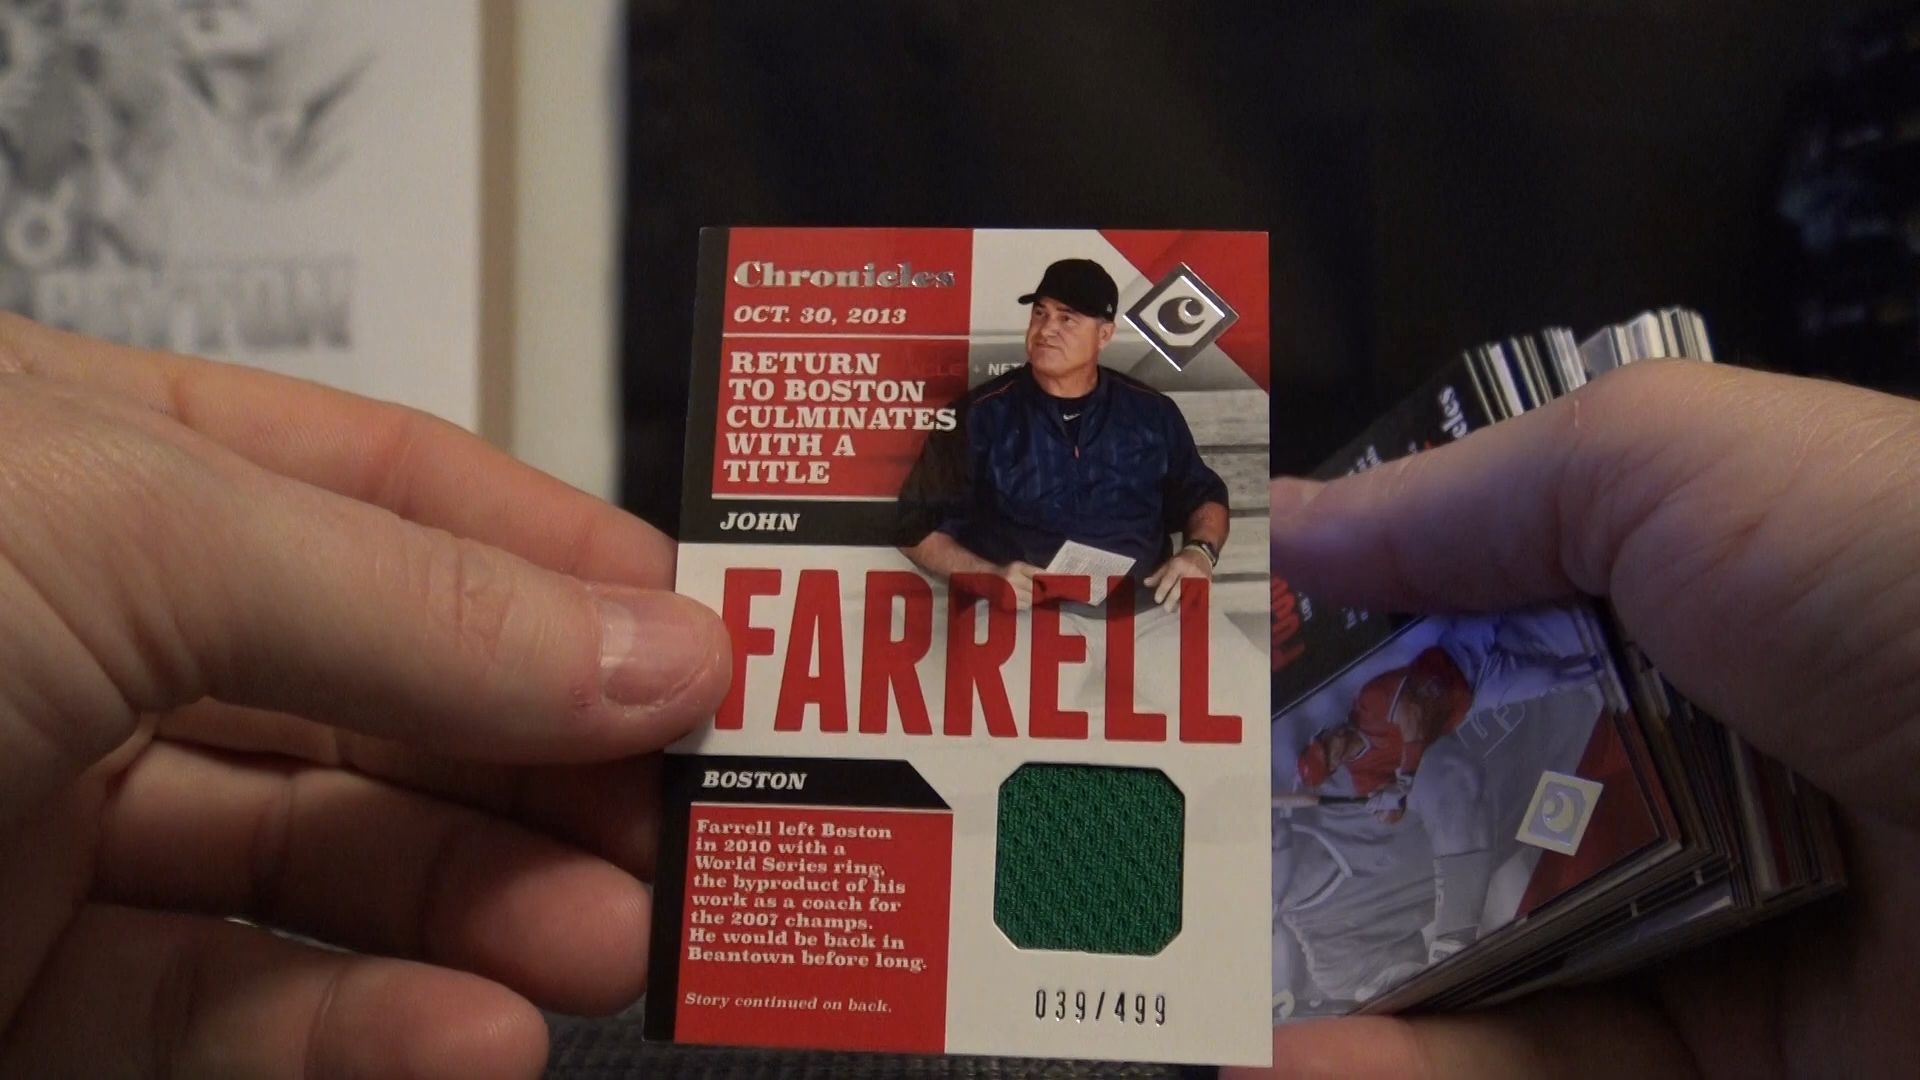 Chronicles
OCT. 30, 2013
RETURN
TO BOSTON
CULMINATES
WITH A
TITLE
JOHN
FARRELL
BOSTON
Farrell left Boston
in 2010 with a
World Series ring,
the byproduct of his
work as a coach for
the 2007 champs.
He would be back in
Beantown before long.
Story continued on back.
039/499